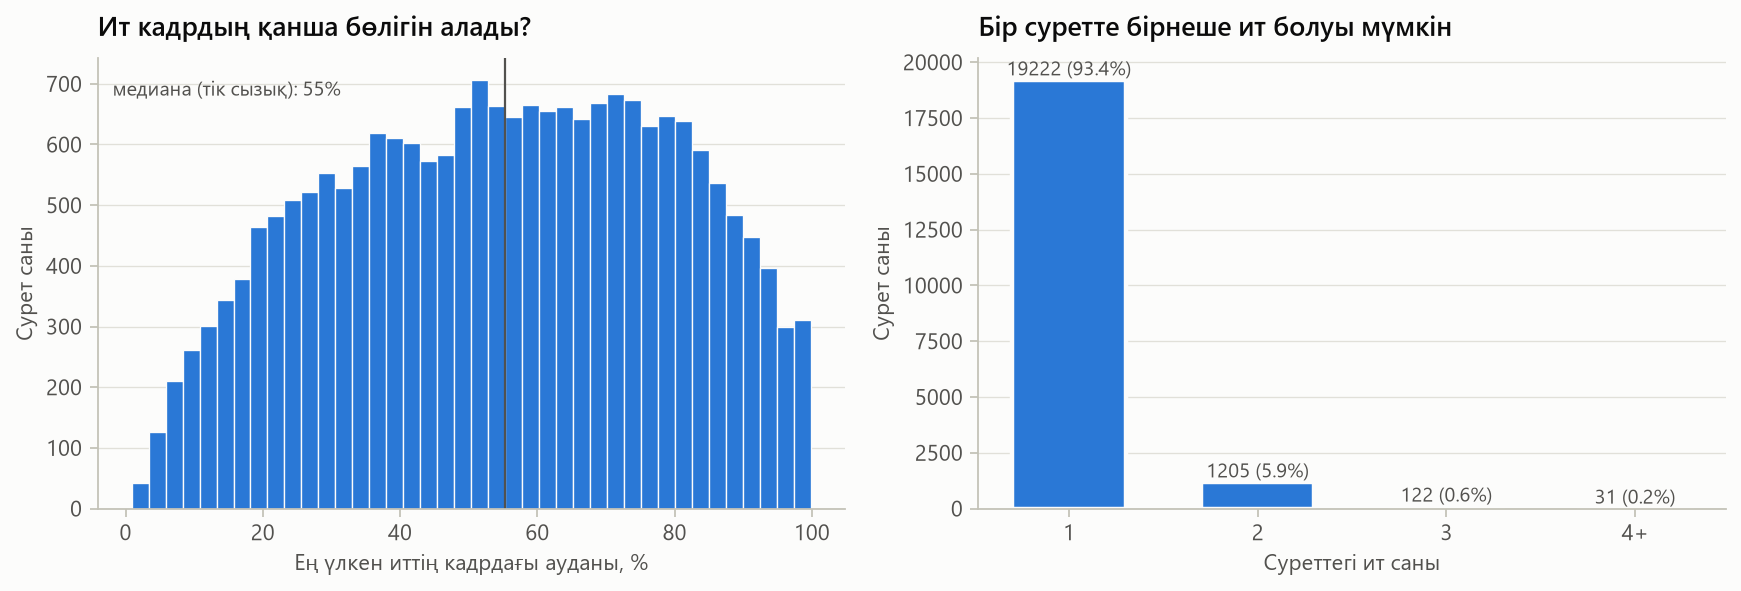 Ит кадрдың қанша бөлігін алады?
медиана (тік сызық): 55%
700
600
500
400
300
200
100
0
Сурет саны
0 20 40 60 80 100
Ең үлкен иттің кадрдағы ауданы, %
Бір суретте бірнеше ит болуы мүмкін
20000
17500
15000
12500
10000
7500
5000
2500
0
Сурет саны
19222 (93.4%)
1205 (5.9%)
122 (0.6%)
31 (0.2%)
1 2 3 4+
Суреттегі ит саны